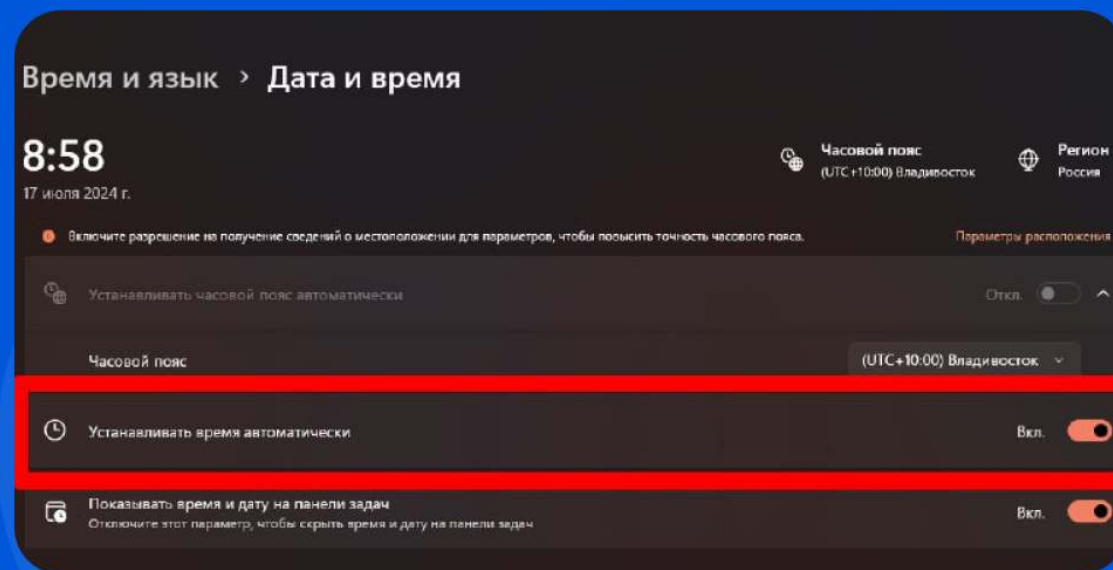 Время и язык > Дата и время
8:58
17 июля 2024 г.
Часовой пояс
(UTC+10:00) Владивосток
Регион
Россия
Включите разрешение на получение сведений о местоположении для параметров, чтобы повысить точность часового пояса.
Параметры расположения
Устанавливать часовой пояс автоматически
Откл.
Часовой пояс
(UTC+10:00) Владивосток
Устанавливать время автоматически
Вкл.
Показывать время и дату на панели задач
Отключите этот параметр, чтобы скрыть время и дату на панели задач
Вкл.